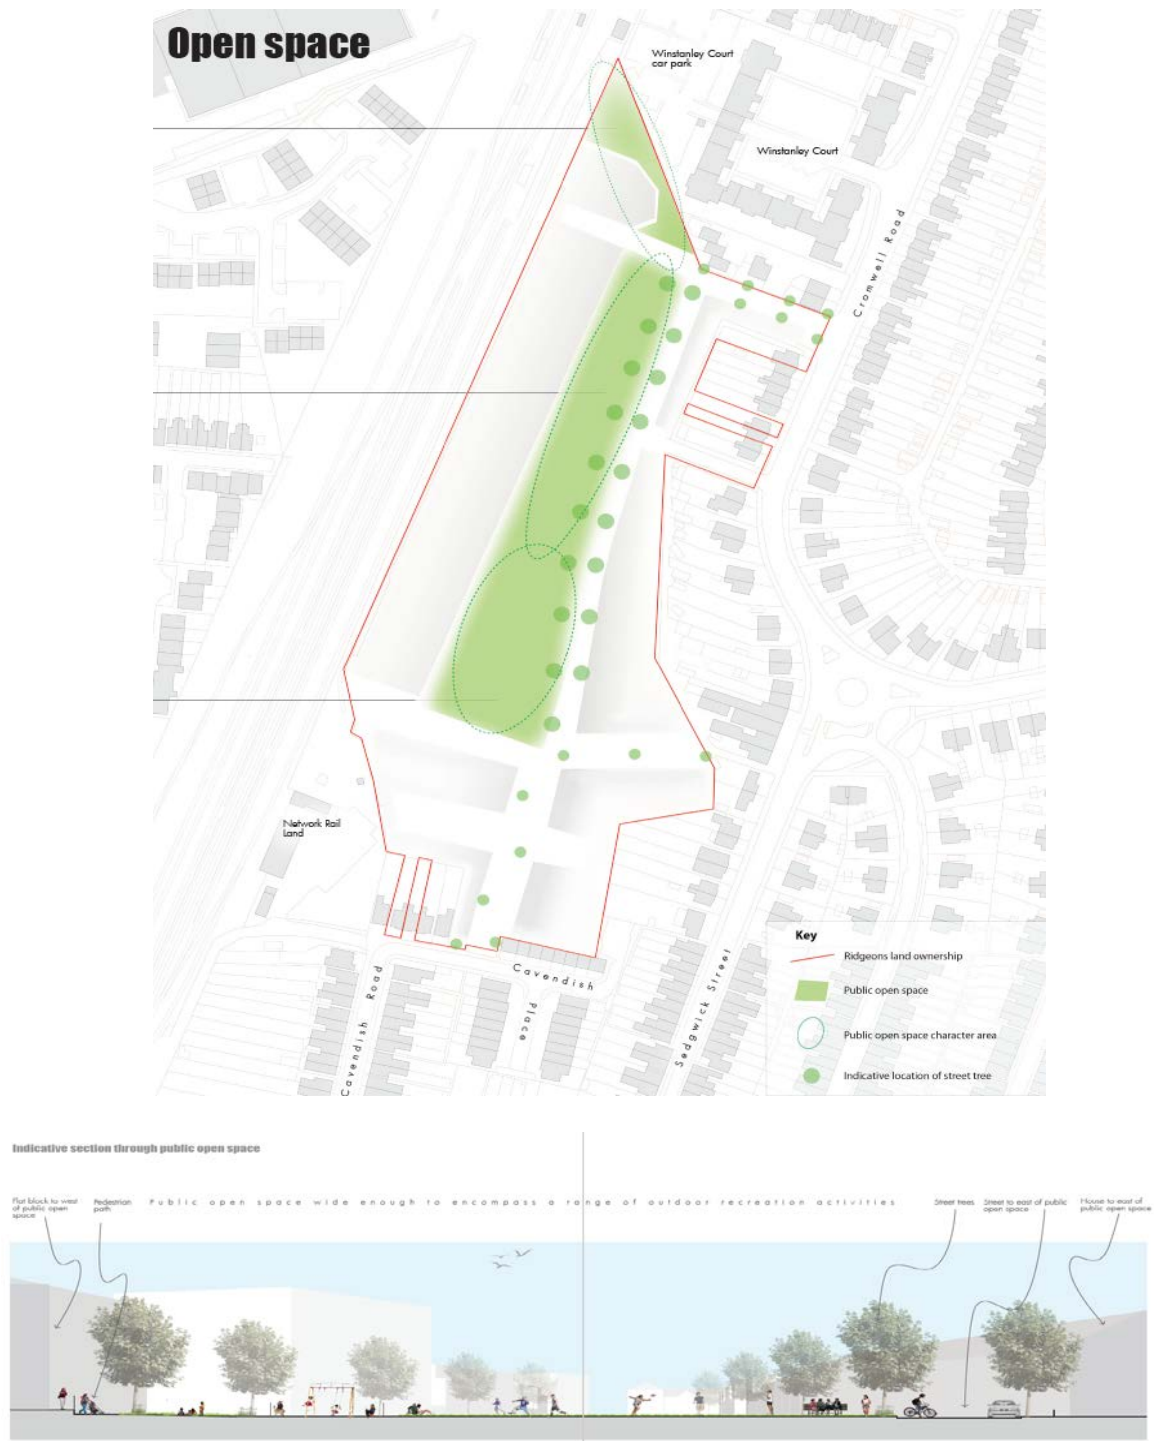 Open space
Winstanley Court
car park
Winstanley Court
Cromwell Road
Network Rail
Land
Cavendish Road
Cavendish
Place
Sedgwick Street
Key
Ridgeons land ownership
Public open space
Public open space character area
Indicative location of street tree
Indicative section through public open space
Flat block to west
of public open
space
Pedestrian
path
Public open space wide enough to encompass a range of outdoor recreation activities
Street trees
Street to east of public
open space
House to east of
public open space